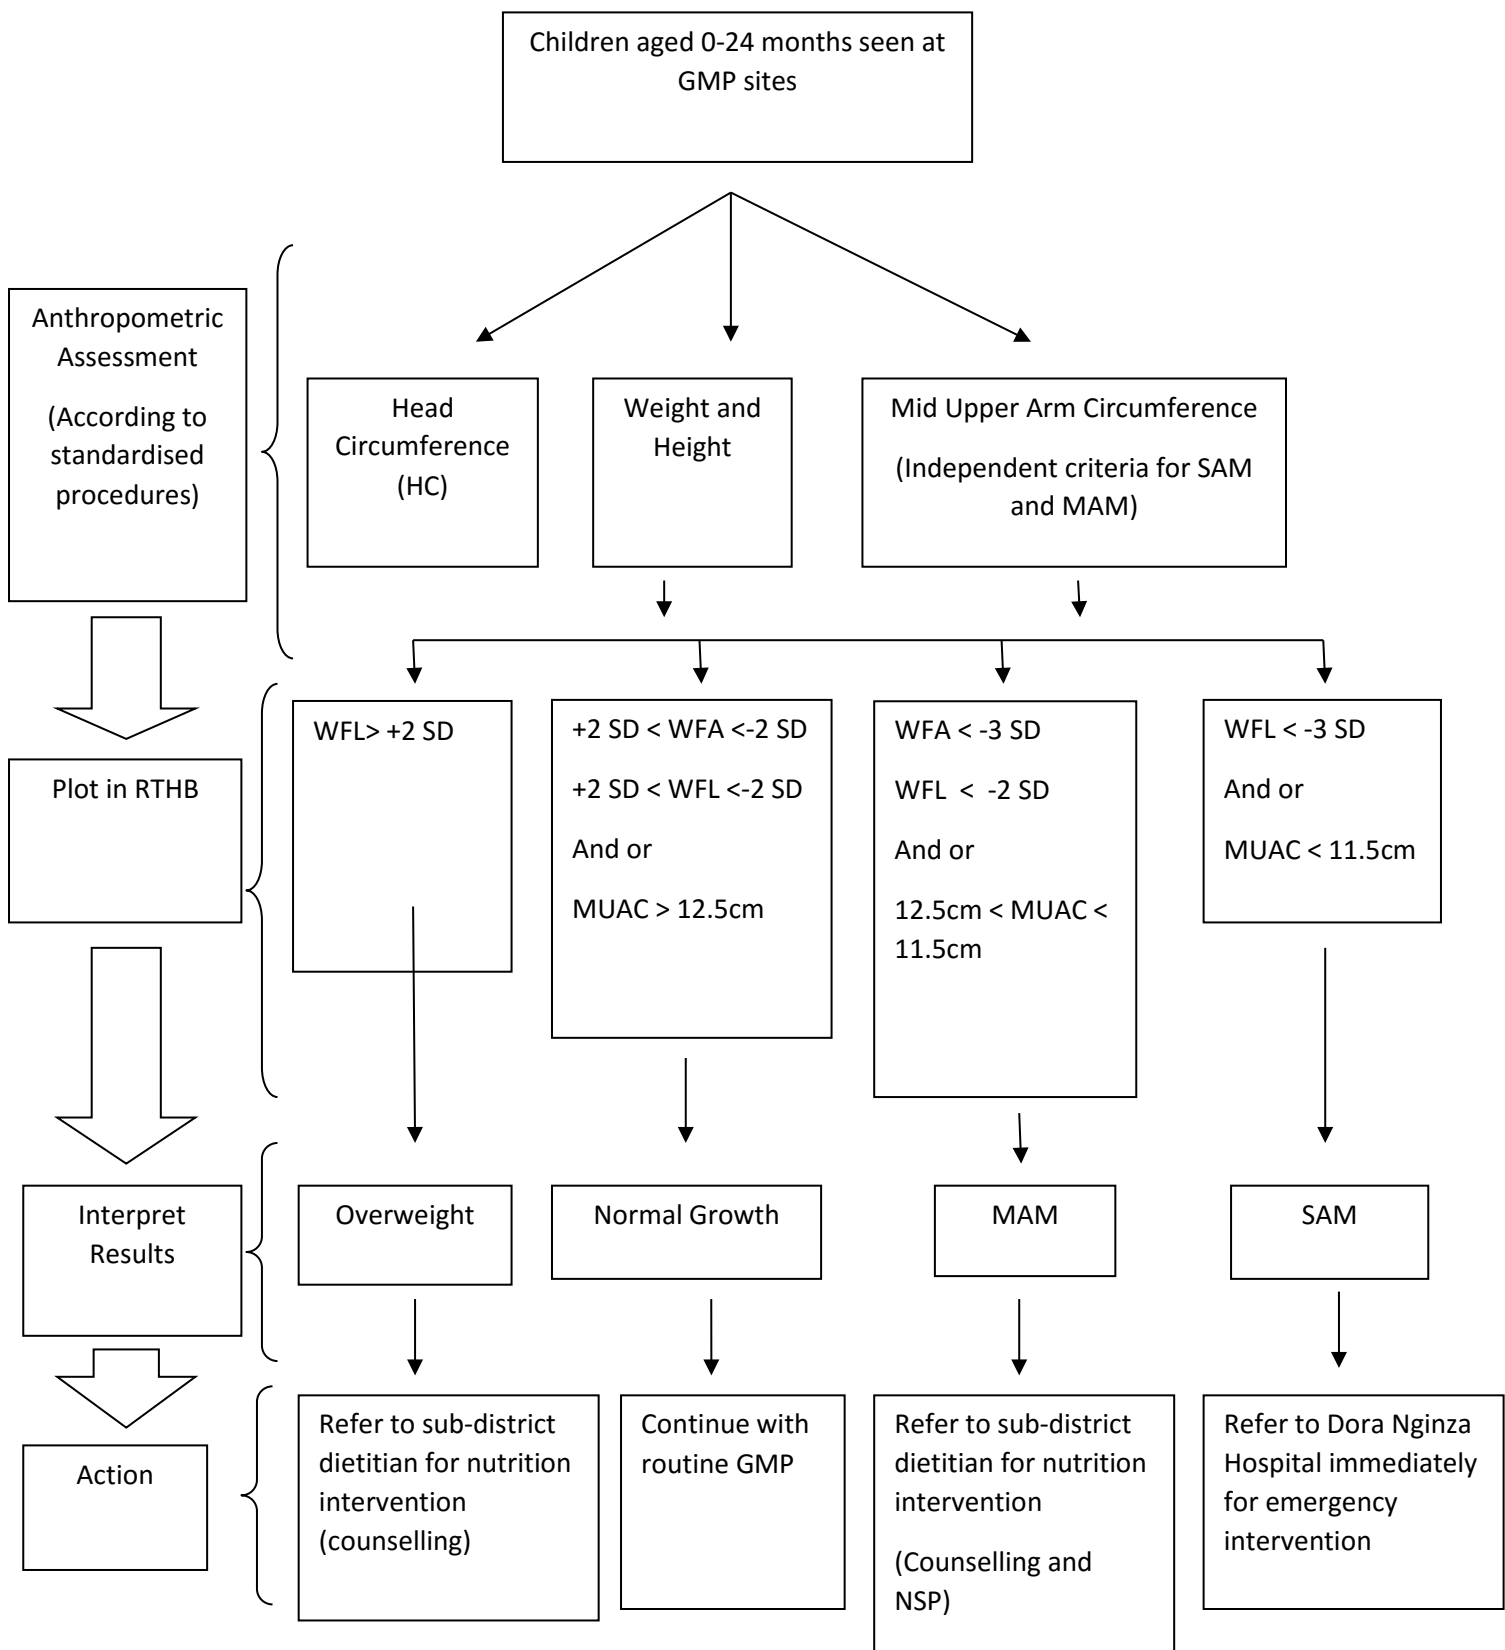 Children aged 0-24 months seen at
GMP sites
Anthropometric
Assessment
(According to
standardised
procedures)
Head
Circumference
(HC)
Weight and
Height
Mid Upper Arm Circumference
(Independent criteria for SAM
and MAM)
Plot in RTHB
WFL> +2 SD
+2 SD < WFA <-2 SD
+2 SD < WFL <-2 SD
And or
MUAC > 12.5cm
WFA < -3 SD
WFL < -2 SD
And or
12.5cm < MUAC <
11.5cm
WFL < -3 SD
And or
MUAC < 11.5cm
Interpret
Results
Overweight
Normal Growth
MAM
SAM
Action
Refer to sub-district
dietitian for nutrition
intervention
(counselling)
Continue with
routine GMP
Refer to sub-district
dietitian for nutrition
intervention
(Counselling and
NSP)
Refer to Dora Nginza
Hospital immediately
for emergency
intervention